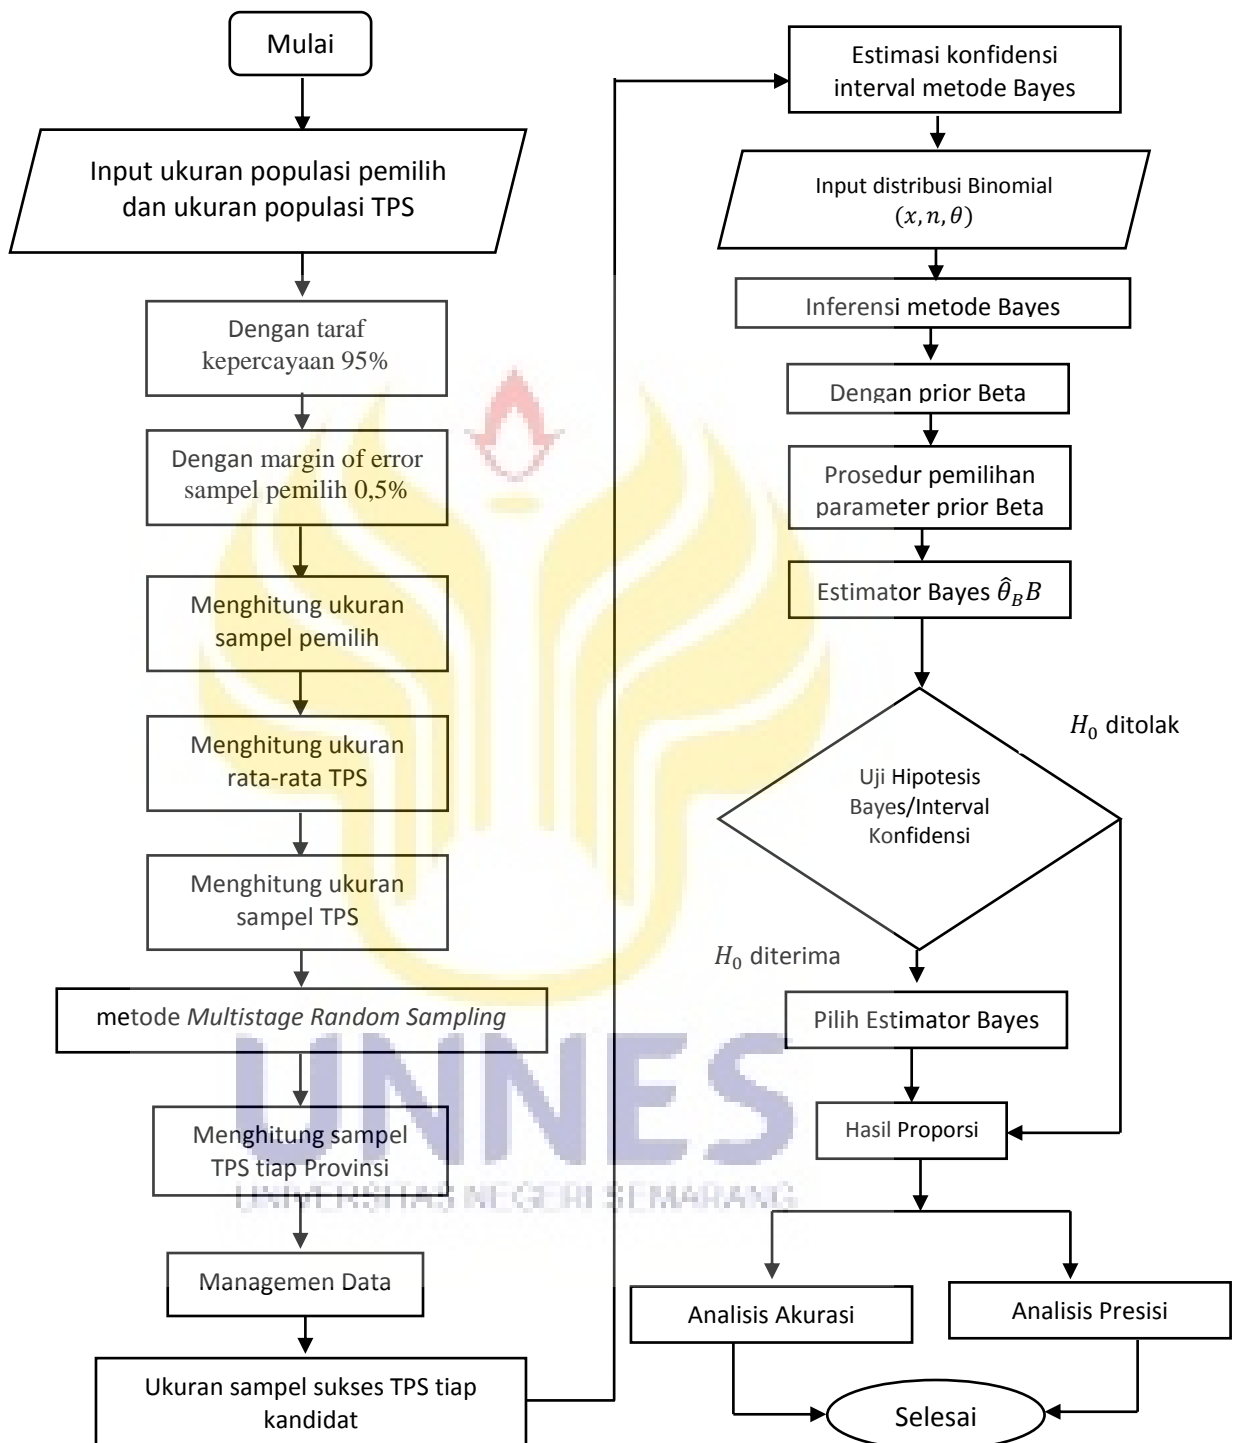 Mulai
Input ukuran populasi pemilih
dan ukuran populasi TPS
Dengan taraf
kepercayaan 95%
Dengan margin of error
sampel pemilih 0,5%
Menghitung ukuran
sampel pemilih
Menghitung ukuran
rata-rata TPS
Menghitung ukuran
sampel TPS
metode Multistage Random Sampling
Menghitung sampel
TPS tiap Provinsi
Managemen Data
Ukuran sampel sukses TPS tiap
kandidat
Estimasi konfidensi
interval metode Bayes
Input distribusi Binomial
(x, n, θ)
Inferensi metode Bayes
Dengan prior Beta
Prosedur pemilihan
parameter prior Beta
Estimator Bayes θ̂_B B
Uji Hipotesis
Bayes/Interval
Konfidensi
H₀ ditolak
H₀ diterima
Pilih Estimator Bayes
Hasil Proporsi
Analisis Akurasi
Analisis Presisi
Selesai
UNNES
UNIVERSITAS NEGERI SEMARANG